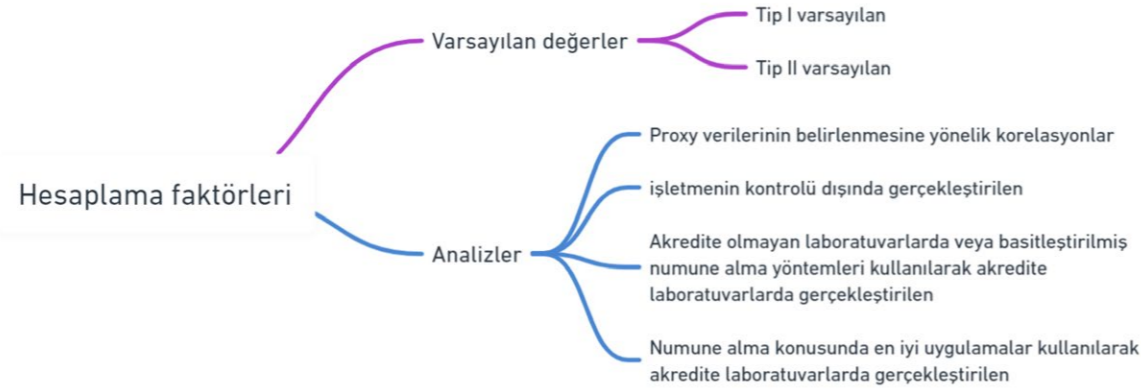 Hesaplama faktörleri
Varsayılan değerler
Tip I varsayılan
Tip II varsayılan
Analizler
Proxy verilerinin belirlenmesine yönelik korelasyonlar
işletmenin kontrolü dışında gerçekleştirilen
Akredite olmayan laboratuvarlarda veya basitleştirilmiş
numune alma yöntemleri kullanılarak akredite
laboratuvarlarda gerçekleştirilen
Numune alma konusunda en iyi uygulamalar kullanılarak
akredite laboratuvarlarda gerçekleştirilen